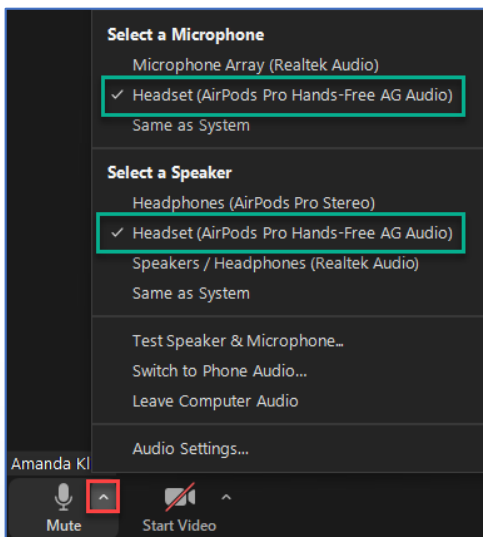 Select a Microphone
Microphone Array (Realtek Audio)
Headset (AirPods Pro Hands-Free AG Audio)
Same as System
Select a Speaker
Headphones (AirPods Pro Stereo)
Headset (AirPods Pro Hands-Free AG Audio)
Speakers / Headphones (Realtek Audio)
Same as System
Test Speaker & Microphone...
Switch to Phone Audio...
Leave Computer Audio
Audio Settings...
Amanda Kl
Mute Start Video